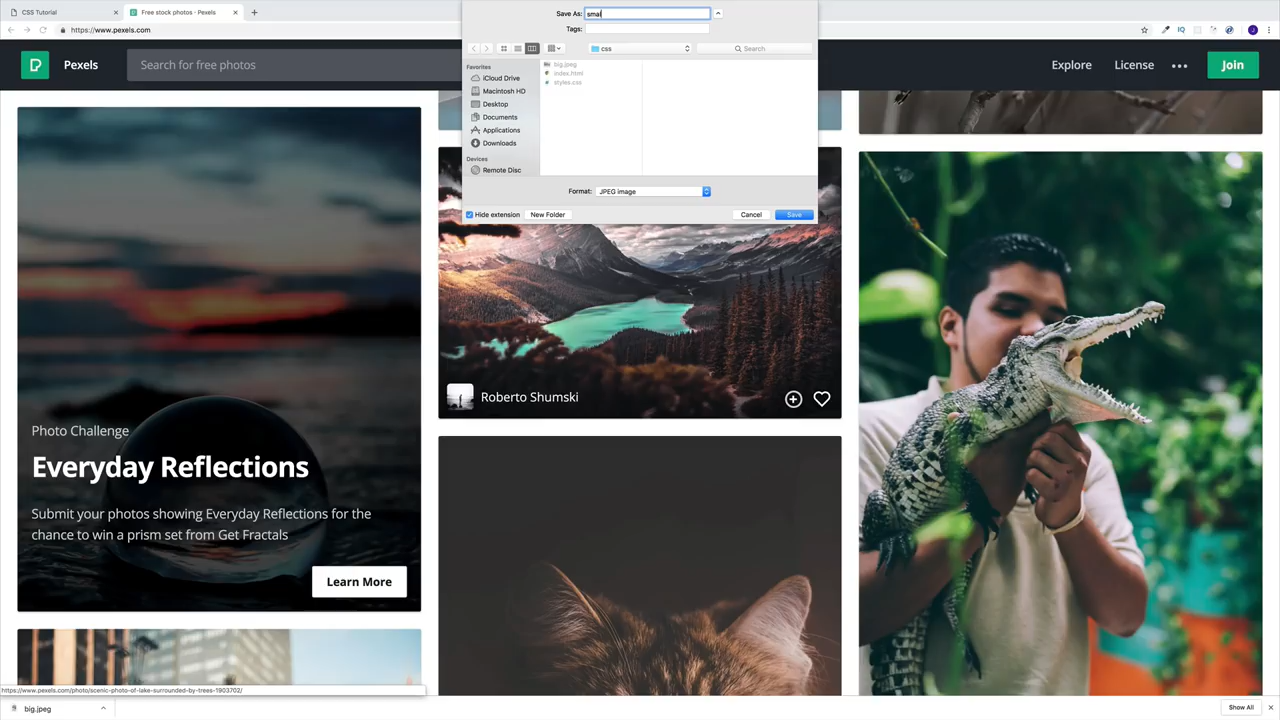 CSS Tutorial
Free stock photos - Pexels
https://www.pexels.com
IQ
J
Save As: smal
Tags:
css
Search
Favorites
iCloud Drive
Macintosh HD
Desktop
Documents
Applications
Downloads
Devices
Remote Disc
big.jpeg
index.html
styles.css
Format: JPEG image
Hide extension
New Folder
Cancel
Save
Pexels
Search for free photos
Explore
License
Join
Photo Challenge
Everyday Reflections
Submit your photos showing Everyday Reflections for the
chance to win a prism set from Get Fractals
Learn More
Roberto Shumski
https://www.pexels.com/photo/scenic-photo-of-lake-surrounded-by-trees-1903702/
big.jpeg
Show All